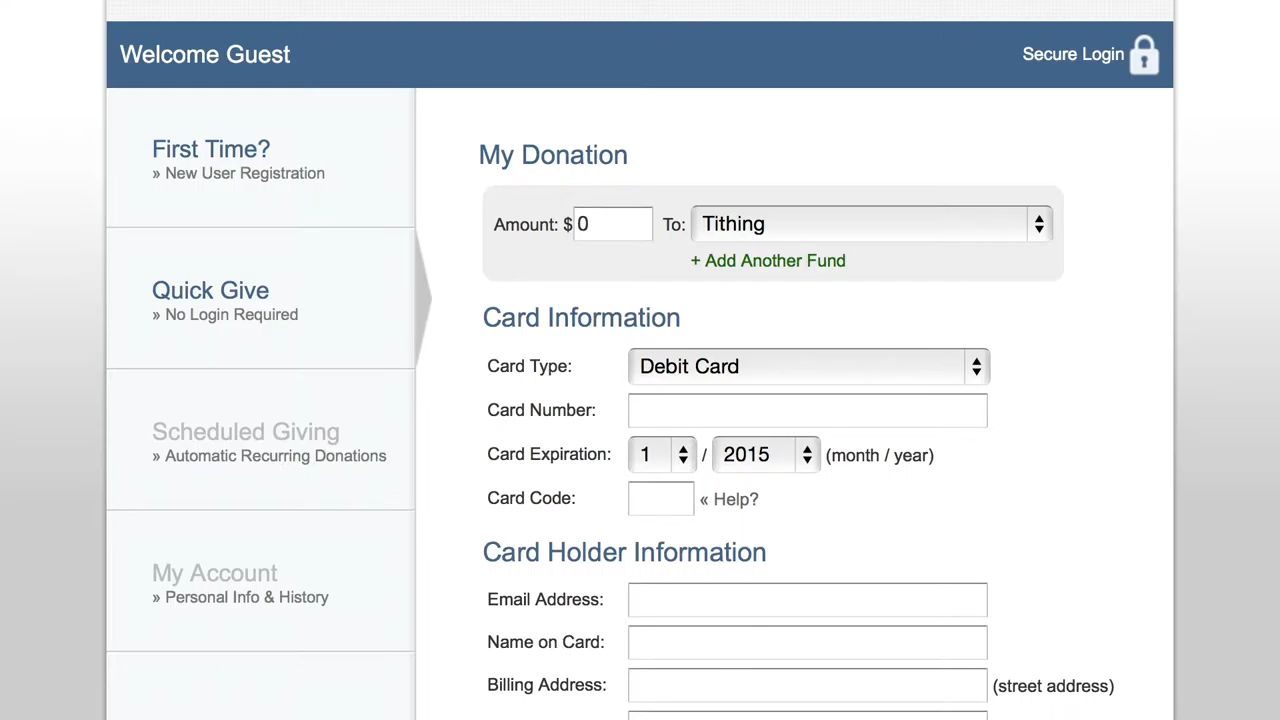 Welcome Guest
Secure Login
First Time?
» New User Registration
Quick Give
» No Login Required
Scheduled Giving
» Automatic Recurring Donations
My Account
» Personal Info & History
My Donation
Amount: $ 0 To: Tithing
+ Add Another Fund
Card Information
Card Type: Debit Card
Card Number:
Card Expiration: 1 / 2015 (month / year)
Card Code: « Help?
Card Holder Information
Email Address:
Name on Card:
Billing Address: (street address)